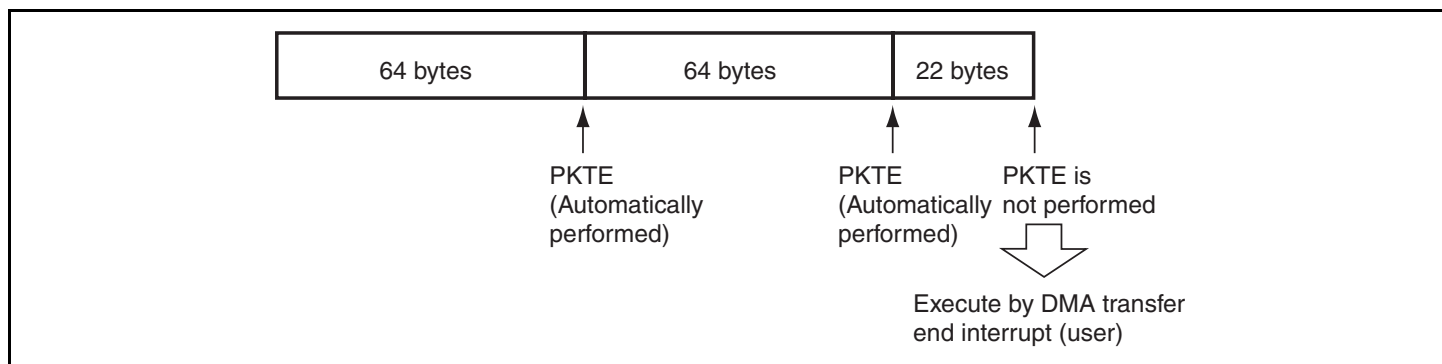 64 bytes
64 bytes
22 bytes
PKTE
(Automatically
performed)
PKTE
(Automatically
performed)
PKTE is
not performed
Execute by DMA transfer
end interrupt (user)